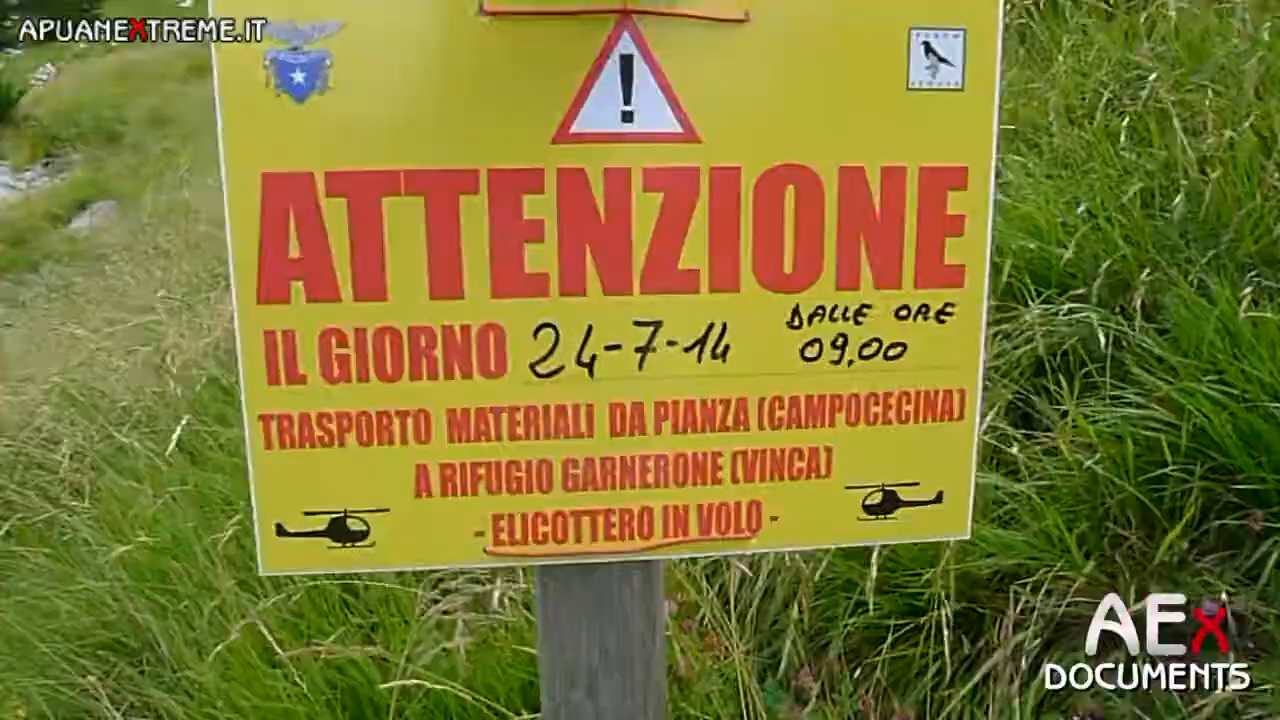 APUANEXTREME.IT
ATTENZIONE
IL GIORNO 24-7-14 DALLE ORE 09,00
TRASPORTO MATERIALI DA PIANZA (CAMPOCECINA)
A RIFUGIO GARNERONE (VINCA)
- ELICOTTERO IN VOLO -
AEx
DOCUMENTS